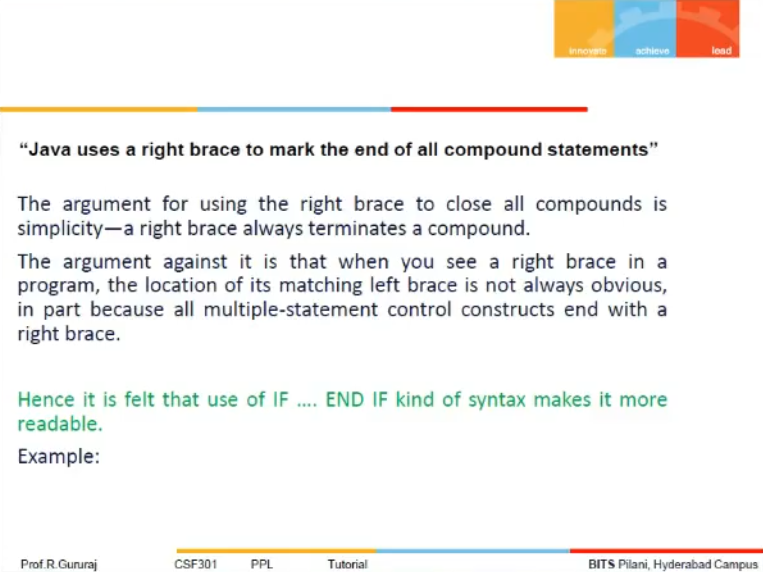 innovate achieve lead
“Java uses a right brace to mark the end of all compound statements”
The argument for using the right brace to close all compounds is
simplicity—a right brace always terminates a compound.
The argument against it is that when you see a right brace in a
program, the location of its matching left brace is not always obvious,
in part because all multiple-statement control constructs end with a
right brace.
Hence it is felt that use of IF .... END IF kind of syntax makes it more
readable.
Example:
Prof.R.Gururaj CSF301 PPL Tutorial BITS Pilani, Hyderabad Campus